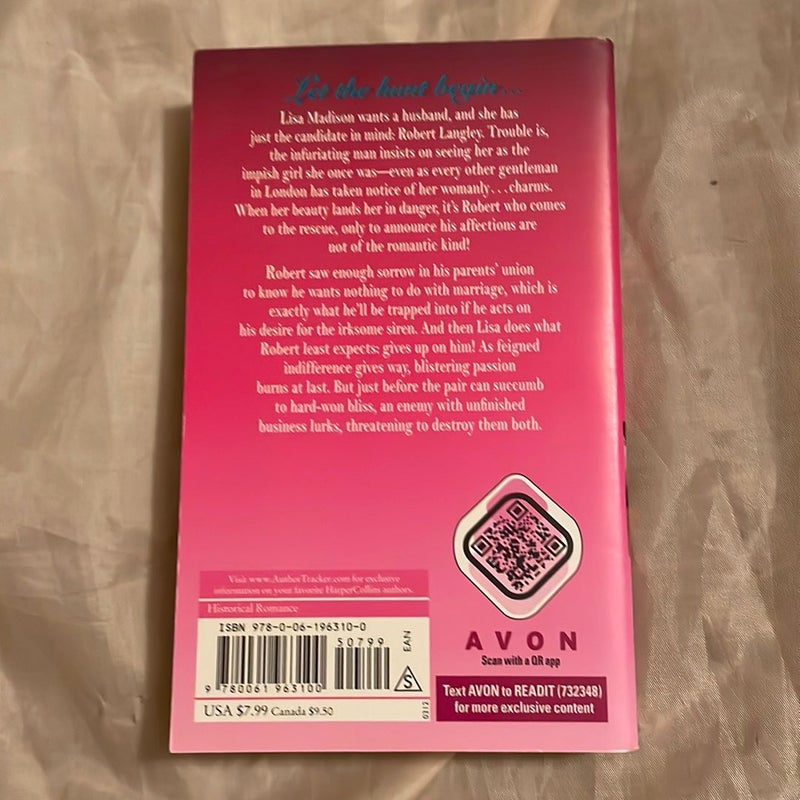 Let the hunt begin...
Lisa Madison wants a husband, and she has
just the candidate in mind: Robert Langley. Trouble is,
the infuriating man insists on seeing her as the
impish girl she once was—even as every other gentleman
in London has taken notice of her womanly...charms.
When her beauty lands her in danger, it's Robert who comes
to the rescue, only to announce his affections are
not of the romantic kind!
Robert saw enough sorrow in his parents' union
to know he wants nothing to do with marriage, which is
exactly what he'll be trapped into if he acts on
his desire for the irksome siren. And then Lisa does what
Robert least expects: gives up on him! As feigned
indifference gives way, blistering passion
burns at last. But just before the pair can succumb
to hard-won bliss, an enemy with unfinished
business lurks, threatening to destroy them both.
Visit www.AuthorTracker.com for exclusive
information on your favorite HarperCollins authors.
Historical Romance
ISBN 978-0-06-196310-0
50799
EAN
9 780061 963100
S
USA $7.99 Canada $9.50
0212
AVON
Scan with a QR app
Text AVON to READIT (732348)
for more exclusive content